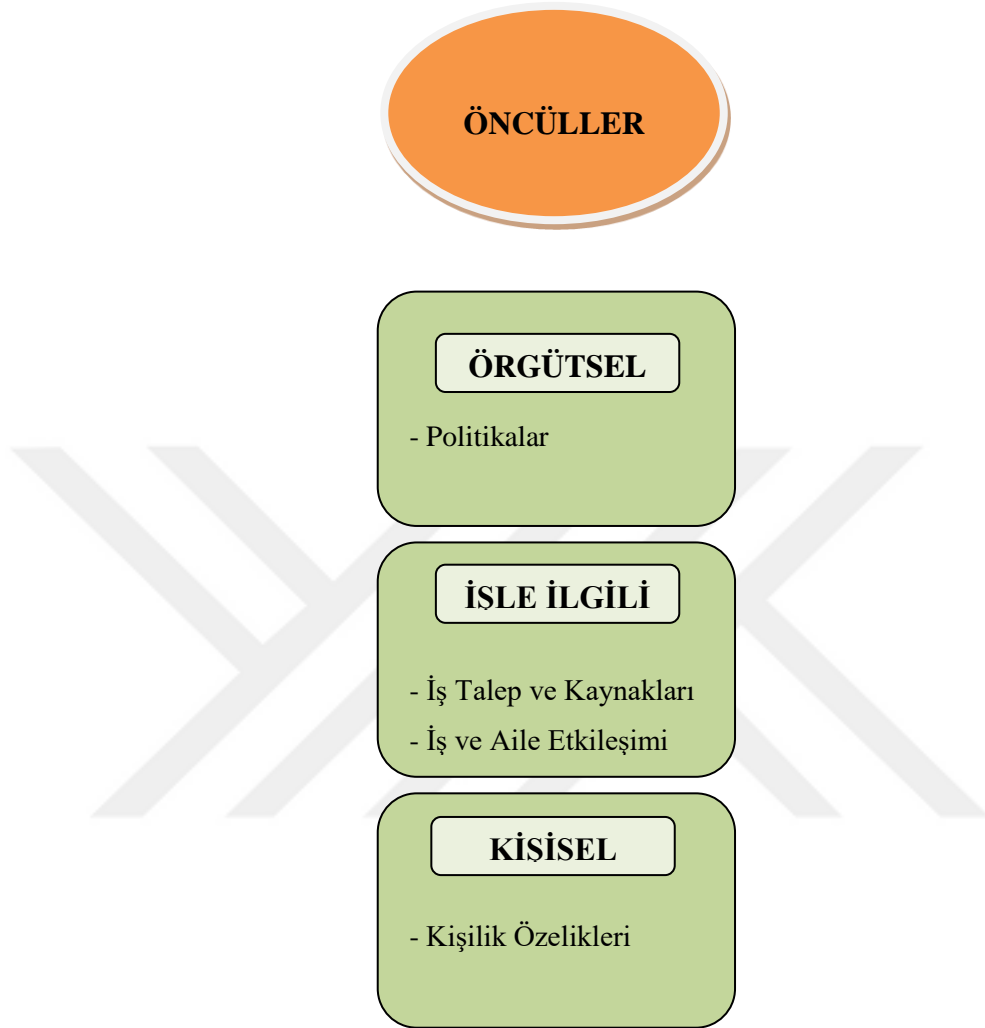 ÖNCÜLLER
ÖRGÜTSEL
- Politikalar
İŞLE İLGİLİ
- İş Talep ve Kaynakları
- İş ve Aile Etkileşimi
KİŞİSEL
- Kişilik Özelikleri